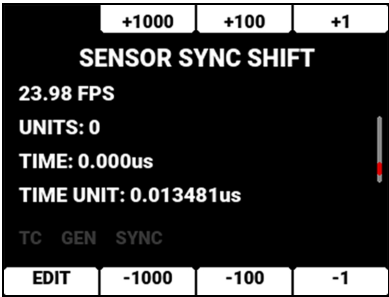 +1000 +100 +1
SENSOR SYNC SHIFT
23.98 FPS
UNITS: 0
TIME: 0.000us
TIME UNIT: 0.013481us
TC GEN SYNC
EDIT -1000 -100 -1